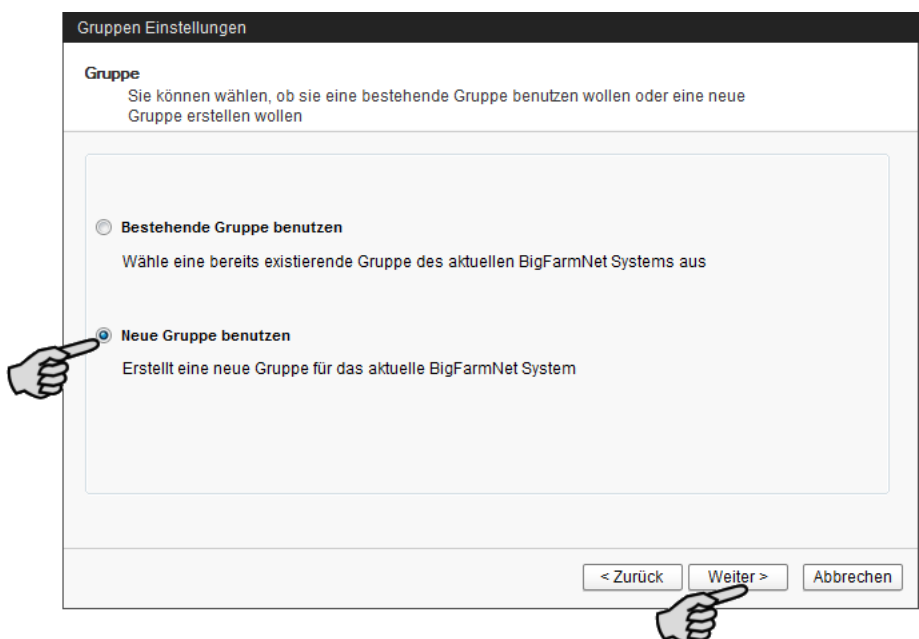 Gruppen Einstellungen
Gruppe
Sie können wählen, ob sie eine bestehende Gruppe benutzen wollen oder eine neue
Gruppe erstellen wollen
Bestehende Gruppe benutzen
Wähle eine bereits existierende Gruppe des aktuellen BigFarmNet Systems aus
Neue Gruppe benutzen
Erstellt eine neue Gruppe für das aktuelle BigFarmNet System
< Zurück Weiter > Abbrechen